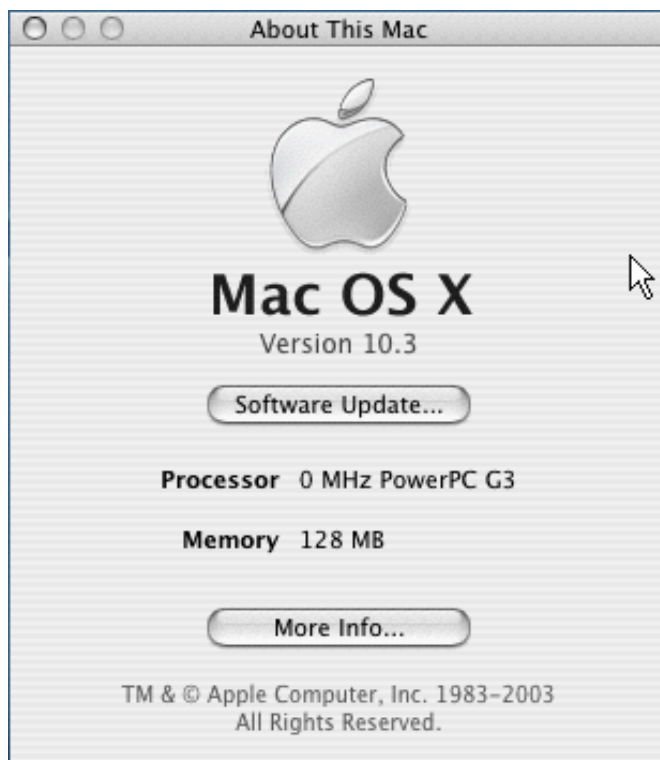 About This Mac
Mac OS X
Version 10.3
Software Update...
Processor 0 MHz PowerPC G3
Memory 128 MB
More Info...
TM & © Apple Computer, Inc. 1983–2003
All Rights Reserved.